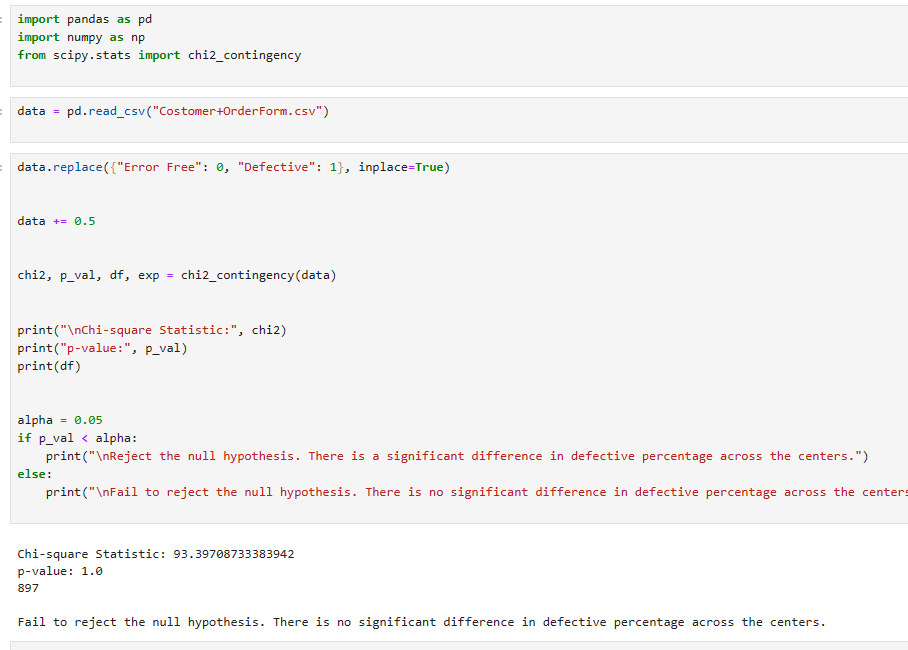 import pandas as pd
import numpy as np
from scipy.stats import chi2_contingency
data = pd.read_csv("Costomer+OrderForm.csv")
data.replace({"Error Free": 0, "Defective": 1}, inplace=True)
data += 0.5
chi2, p_val, df, exp = chi2_contingency(data)
print("\nChi-square Statistic:", chi2)
print("p-value:", p_val)
print(df)
alpha = 0.05
if p_val < alpha:
    print("\nReject the null hypothesis. There is a significant difference in defective percentage across the centers.")
else:
    print("\nFail to reject the null hypothesis. There is no significant difference in defective percentage across the centers
Chi-square Statistic: 93.39708733383942
p-value: 1.0
897
Fail to reject the null hypothesis. There is no significant difference in defective percentage across the centers.